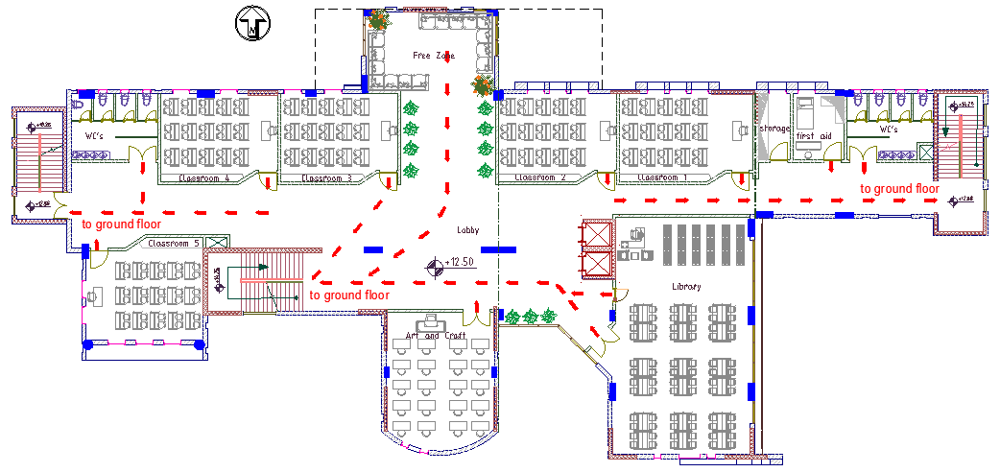 N
Free Zone
WC's
Classroom 4
Classroom 3
Classroom 2
Classroom 1
storage
first aid
WC's
to ground floor
to ground floor
Lobby
Classroom 5
+12.50
to ground floor
Library
Art and Craft